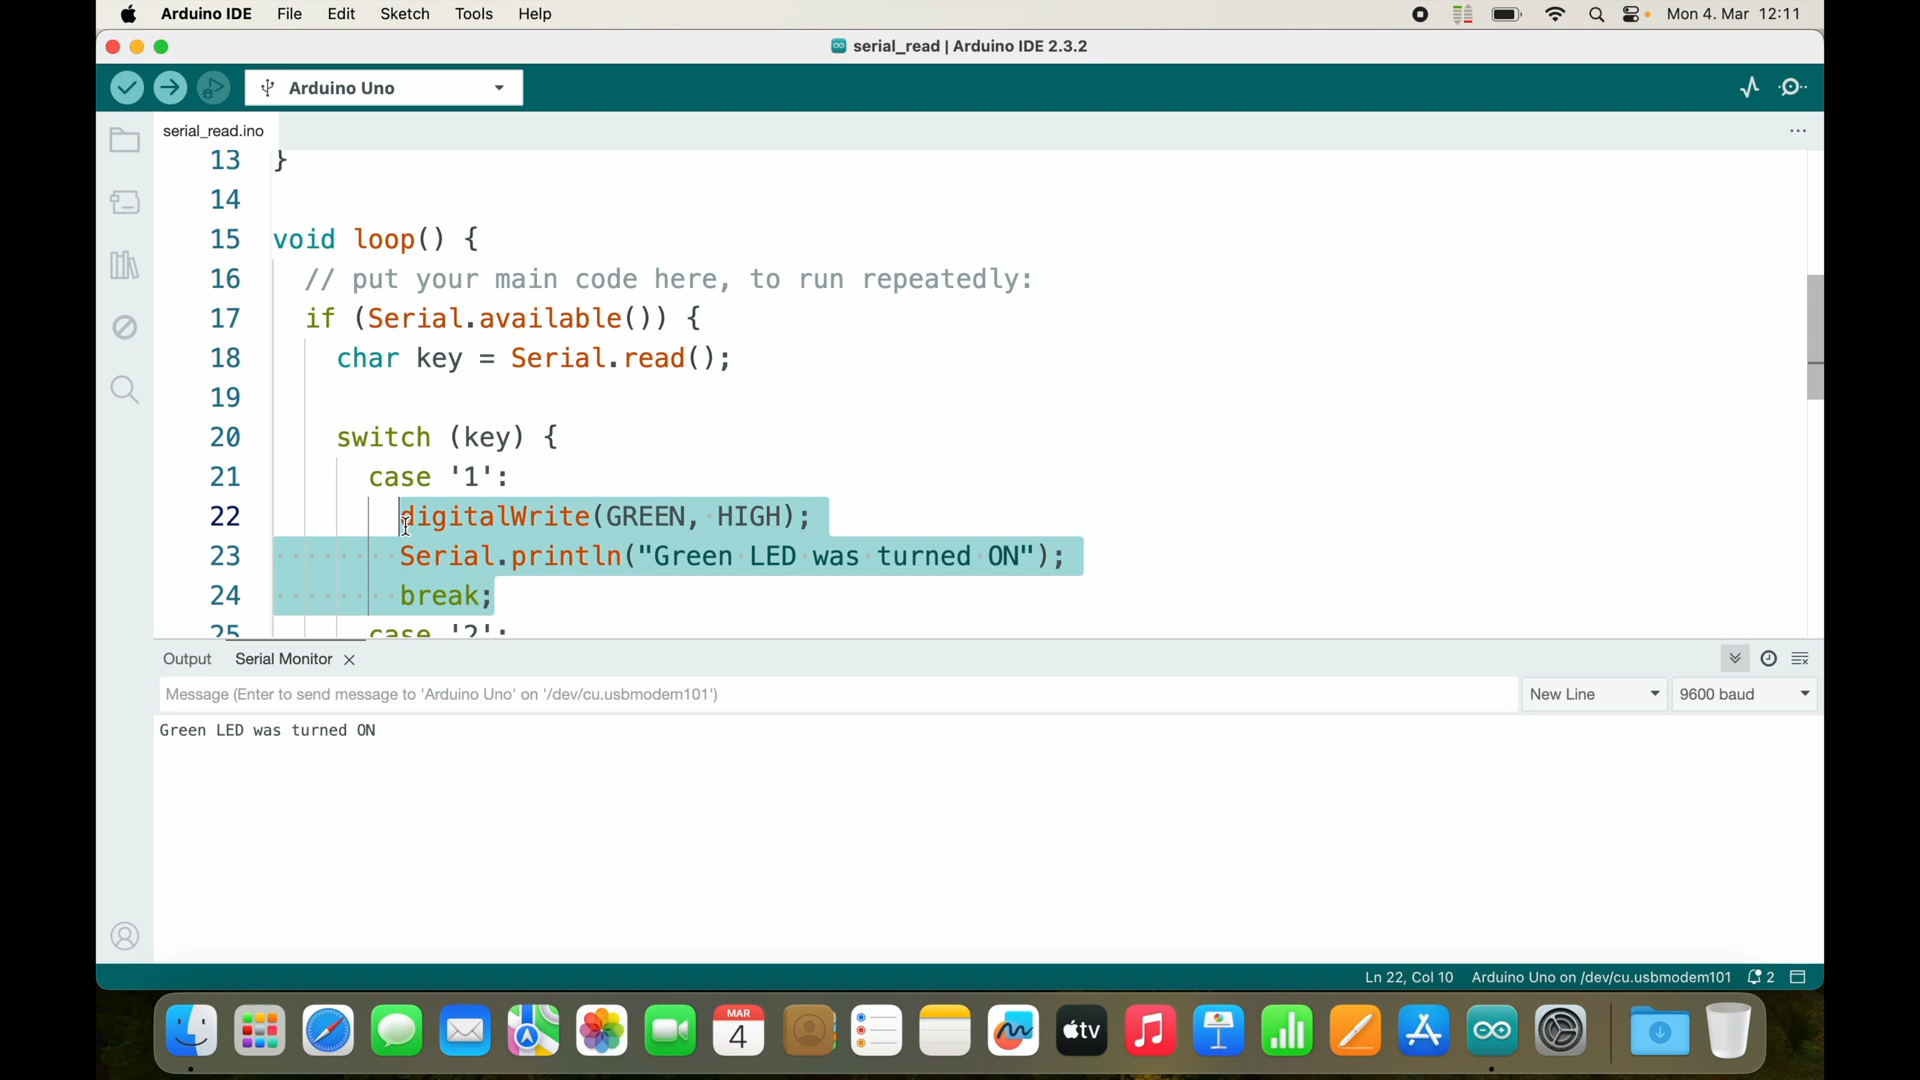 Arduino IDE File Edit Sketch Tools Help Mon 4. Mar 12:11
serial_read | Arduino IDE 2.3.2
Arduino Uno
serial_read.ino
13 }
14
15 void loop() {
16 // put your main code here, to run repeatedly:
17 if (Serial.available()) {
18 char key = Serial.read();
19
20 switch (key) {
21 case '1':
22 digitalWrite(GREEN, HIGH);
23 Serial.println("Green LED was turned ON");
24 break;
25 case '2':
Output Serial Monitor
Message (Enter to send message to 'Arduino Uno' on '/dev/cu.usbmodem101') New Line 9600 baud
Green LED was turned ON
Ln 22, Col 10 Arduino Uno on /dev/cu.usbmodem101 2
MAR
4
tv